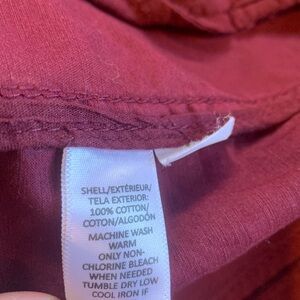 SHELL/EXTÉRIEUR/
TELA EXTERIOR:
100% COTTON/
COTON/ALGODÓN
MACHINE WASH
WARM
ONLY NON-
CHLORINE BLEACH
WHEN NEEDED
TUMBLE DRY LOW
COOL IRON IF